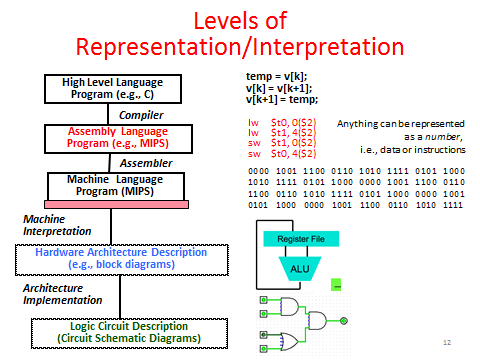 Levels of
Representation/Interpretation
High Level Language
Program (e.g., C)
Compiler
Assembly Language
Program (e.g., MIPS)
Assembler
Machine Language
Program (MIPS)
Machine
Interpretation
Hardware Architecture Description
(e.g., block diagrams)
Architecture
Implementation
Logic Circuit Description
(Circuit Schematic Diagrams)
temp = v[k];
v[k] = v[k+1];
v[k+1] = temp;
lw $t0, 0($2)
lw $t1, 4($2)
sw $t1, 0($2)
sw $t0, 4($2)
Anything can be represented
as a number,
i.e., data or instructions
0000 1001 1100 0110 1010 1111 0101 1000
1010 1111 0101 1000 0000 1001 1100 0110
1100 0110 1010 1111 0101 1000 0000 1001
0101 1000 0000 1001 1100 0110 1010 1111
Register File
ALU
12